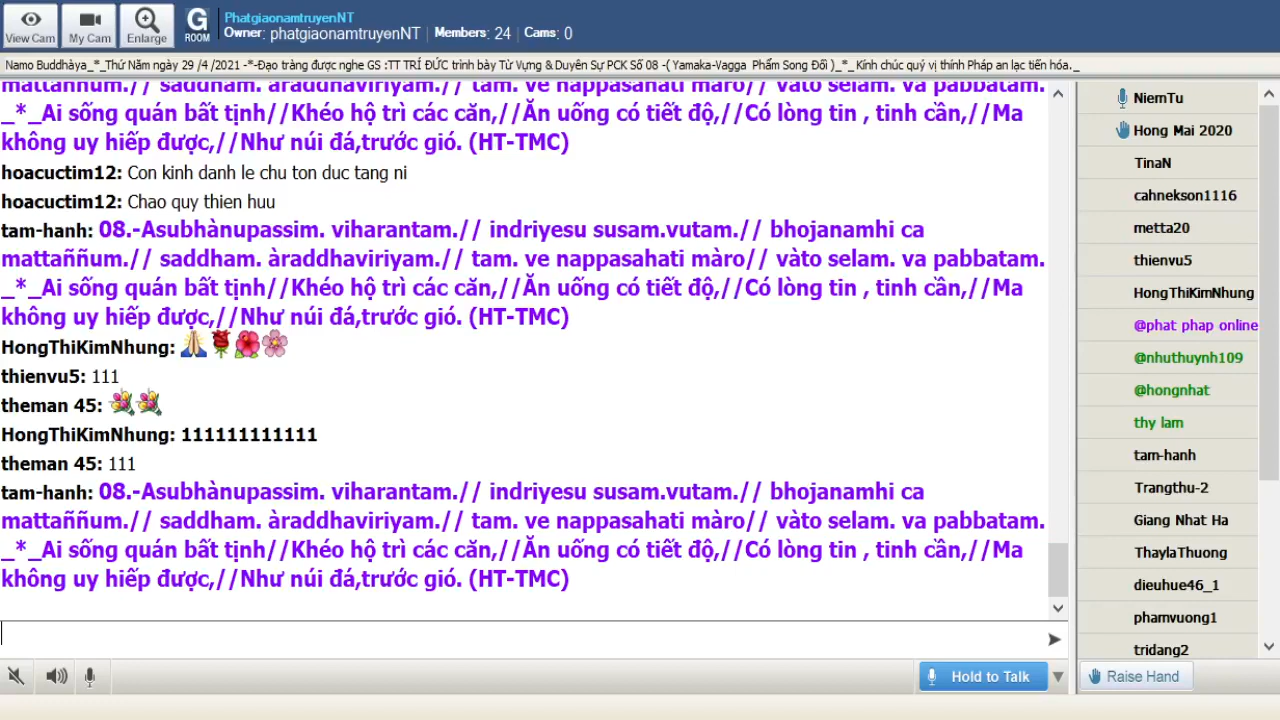 View Cam
My Cam
Enlarge
G
ROOM
PhatgiaonamtruyenNT
Owner: phatgiaonamtruyenNT | Members: 24 | Cams: 0
Namo Buddhàya_*_Thứ Năm ngày 29 /4 /2021 -*-Đạo tràng được nghe GS :TT TRÍ ĐỨC trình bày Từ Vựng & Duyên Sự PCK Số 08 -( Yamaka-Vagga Phẩm Song Đối )_*_ Kính chúc quý vị thính Pháp an lạc tiến hóa._
mattaññum.// saddham. àraddhaviriyam.// tam. ve nappasahati màro// vàto selam. va pabbatam.
_*_Ai sống quán bất tịnh//Khéo hộ trì các căn,//Ăn uống có tiết độ,//Có lòng tin , tinh cần,//Ma
không uy hiếp được,//Như núi đá,trước gió. (HT-TMC)
hoacuctim12: Con kinh danh le chu ton duc tang ni
hoacuctim12: Chao quy thien huu
tam-hanh: 08.-Asubhànupassim. viharantam.// indriyesu susam.vutam.// bhojanamhi ca
mattaññum.// saddham. àraddhaviriyam.// tam. ve nappasahati màro// vàto selam. va pabbatam.
_*_Ai sống quán bất tịnh//Khéo hộ trì các căn,//Ăn uống có tiết độ,//Có lòng tin , tinh cần,//Ma
không uy hiếp được,//Như núi đá,trước gió. (HT-TMC)
HongThiKimNhung: 🙏🌹🌺🌸
thienvu5: 111
theman 45: 💐💐
HongThiKimNhung: 111111111111
theman 45: 111
tam-hanh: 08.-Asubhànupassim. viharantam.// indriyesu susam.vutam.// bhojanamhi ca
mattaññum.// saddham. àraddhaviriyam.// tam. ve nappasahati màro// vàto selam. va pabbatam.
_*_Ai sống quán bất tịnh//Khéo hộ trì các căn,//Ăn uống có tiết độ,//Có lòng tin , tinh cần,//Ma
không uy hiếp được,//Như núi đá,trước gió. (HT-TMC)
Hold to Talk
NiemTu
Hong Mai 2020
TinaN
cahnekson1116
metta20
thienvu5
HongThiKimNhung
@phat phap online
@nhuthuynh109
@hongnhat
thy lam
tam-hanh
Trangthu-2
Giang Nhat Ha
ThaylaThuong
dieuhue46_1
phamvuong1
tridang2
Raise Hand